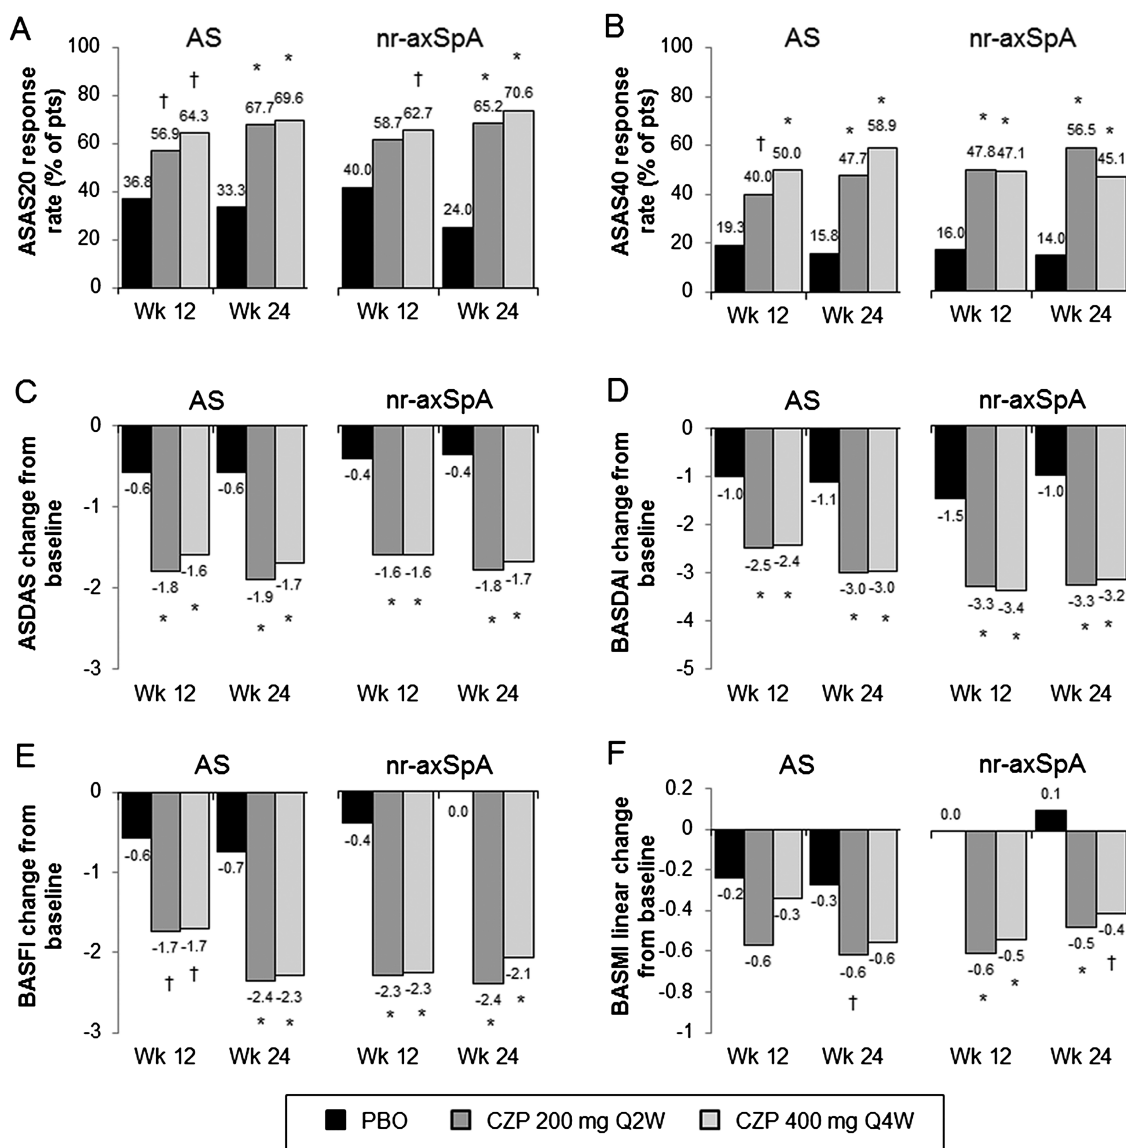 A
AS
nr-axSpA
ASAS20 response
rate (% of pts)
100
80
60
40
20
0
36.8
†
56.9
†
64.3
33.3
*
67.7
*
69.6
40.0
58.7
†
62.7
24.0
*
65.2
*
70.6
Wk 12
Wk 24
Wk 12
Wk 24
B
AS
nr-axSpA
ASAS40 response
rate (% of pts)
100
80
60
40
20
0
19.3
†
40.0
*
50.0
15.8
*
47.7
*
58.9
16.0
*
47.8
*
47.1
14.0
*
56.5
*
45.1
Wk 12
Wk 24
Wk 12
Wk 24
C
AS
nr-axSpA
ASDAS change from
baseline
0
-1
-2
-3
-0.6
-1.8
*
-1.6
*
-0.6
-1.9
*
-1.7
*
-0.4
-1.6
*
-1.6
*
-0.4
-1.8
*
-1.7
*
Wk 12
Wk 24
Wk 12
Wk 24
D
AS
nr-axSpA
BASDAI change from
baseline
0
-1
-2
-3
-4
-5
-1.0
-2.5
*
-2.4
*
-1.1
-3.0
*
-3.0
*
-1.5
-3.3
*
-3.4
*
-1.0
-3.3
*
-3.2
*
Wk 12
Wk 24
Wk 12
Wk 24
E
AS
nr-axSpA
BASFI change from
baseline
0
-1
-2
-3
-0.6
-1.7
†
-1.7
†
-0.7
-2.4
*
-2.3
*
-0.4
-2.3
*
-2.3
*
0.0
-2.4
*
-2.1
*
Wk 12
Wk 24
Wk 12
Wk 24
F
AS
nr-axSpA
BASMI linear change
from baseline
0.2
0
-0.2
-0.4
-0.6
-0.8
-1
-0.2
-0.6
-0.3
-0.3
-0.6
†
-0.6
0.0
-0.6
*
-0.5
*
0.1
-0.5
*
-0.4
†
Wk 12
Wk 24
Wk 12
Wk 24
PBO
CZP 200 mg Q2W
CZP 400 mg Q4W